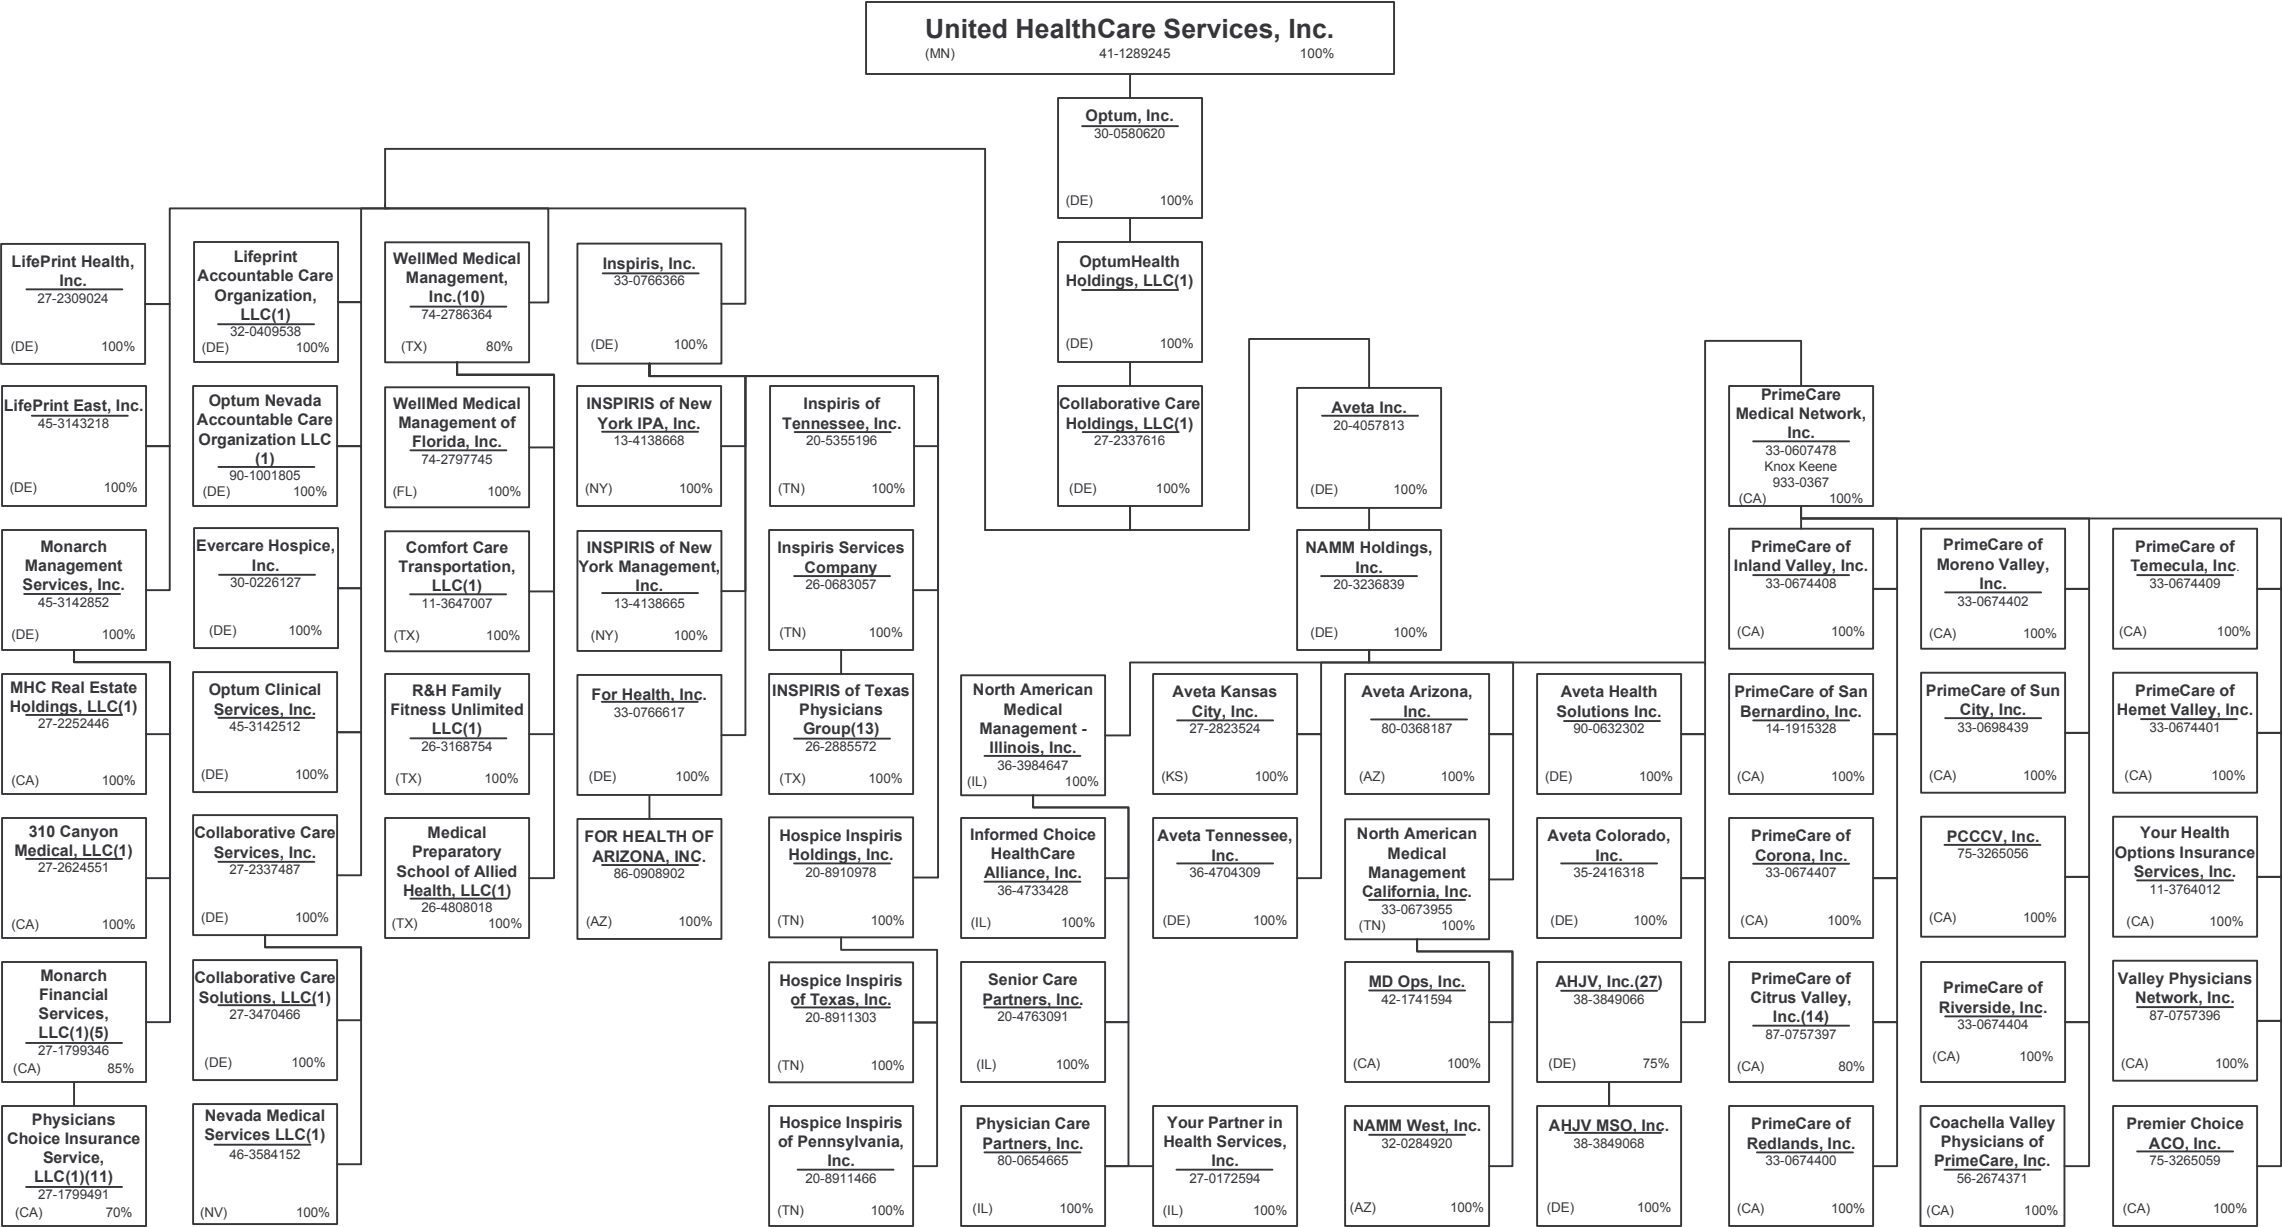 United HealthCare Services, Inc.
(MN) 41-1289245 100%
Optum, Inc.
30-0580620
(DE) 100%
OptumHealth
Holdings, LLC(1)
(DE) 100%
Collaborative Care
Holdings, LLC(1)
27-2337616
(DE) 100%
LifePrint Health,
Inc.
27-2309024
(DE) 100%
LifePrint East, Inc.
45-3143218
(DE) 100%
Monarch
Management
Services, Inc.
45-3142852
(DE) 100%
MHC Real Estate
Holdings, LLC(1)
27-2252446
(CA) 100%
310 Canyon
Medical, LLC(1)
27-2624551
(CA) 100%
Monarch
Financial
Services,
LLC(1)(5)
27-1799346
(CA) 85%
Physicians
Choice Insurance
Service,
LLC(1)(11)
27-1799491
(CA) 70%
Lifeprint
Accountable Care
Organization,
LLC(1)
32-0409538
(DE) 100%
Optum Nevada
Accountable Care
Organization LLC
(1)
90-1001805
(DE) 100%
Evercare Hospice,
Inc.
30-0226127
(DE) 100%
Optum Clinical
Services, Inc.
45-3142512
(DE) 100%
Collaborative Care
Services, Inc.
27-2337487
(DE) 100%
Collaborative Care
Solutions, LLC(1)
27-3470466
(DE) 100%
Nevada Medical
Services LLC(1)
46-3584152
(NV) 100%
WellMed Medical
Management,
Inc.(10)
74-2786364
(TX) 80%
WellMed Medical
Management of
Florida, Inc.
74-2797745
(FL) 100%
Comfort Care
Transportation,
LLC(1)
11-3647007
(TX) 100%
R&H Family
Fitness Unlimited
LLC(1)
26-3168754
(TX) 100%
Medical
Preparatory
School of Allied
Health, LLC(1)
26-4808018
(TX) 100%
Inspiris, Inc.
33-0766366
(DE) 100%
INSPIRIS of New
York IPA, Inc.
13-4138668
(NY) 100%
INSPIRIS of New
York Management,
Inc.
13-4138665
(NY) 100%
For Health, Inc.
33-0766617
(DE) 100%
FOR HEALTH OF
ARIZONA, INC.
86-0908902
(AZ) 100%
Inspiris of
Tennessee, Inc.
20-5355196
(TN) 100%
Inspiris Services
Company
26-0683057
(TN) 100%
INSPIRIS of Texas
Physicians
Group(13)
26-2885572
(TX) 100%
Hospice Inspiris
Holdings, Inc.
20-8910978
(TN) 100%
Hospice Inspiris
of Texas, Inc.
20-8911303
(TN) 100%
Hospice Inspiris
of Pennsylvania,
Inc.
20-8911466
(TN) 100%
Aveta Inc.
20-4057813
(DE) 100%
NAMM Holdings,
Inc.
20-3236839
(DE) 100%
North American
Medical
Management -
Illinois, Inc.
36-3984647
(IL) 100%
Informed Choice
HealthCare
Alliance, Inc.
36-4733428
(IL) 100%
Senior Care
Partners, Inc.
20-4763091
(IL) 100%
Physician Care
Partners, Inc.
80-0654665
(IL) 100%
Aveta Kansas
City, Inc.
27-2823524
(KS) 100%
Aveta Tennessee,
Inc.
36-4704309
(DE) 100%
Your Partner in
Health Services,
Inc.
27-0172594
(IL) 100%
Aveta Arizona,
Inc.
80-0368187
(AZ) 100%
North American
Medical
Management
California, Inc.
33-0673955
(TN) 100%
MD Ops, Inc.
42-1741594
(CA) 100%
NAMM West, Inc.
32-0284920
(AZ) 100%
Aveta Health
Solutions Inc.
90-0632302
(DE) 100%
Aveta Colorado,
Inc.
35-2416318
(DE) 100%
AHJV, Inc.(27)
38-3849066
(DE) 75%
AHJV MSO, Inc.
38-3849068
(DE) 100%
PrimeCare
Medical Network,
Inc.
33-0607478
Knox Keene
933-0367
(CA) 100%
PrimeCare of
Inland Valley, Inc.
33-0674408
(CA) 100%
PrimeCare of San
Bernardino, Inc.
14-1915328
(CA) 100%
PrimeCare of
Corona, Inc.
33-0674407
(CA) 100%
PrimeCare of
Citrus Valley,
Inc.(14)
87-0757397
(CA) 80%
PrimeCare of
Redlands, Inc.
33-0674400
(CA) 100%
PrimeCare of
Moreno Valley,
Inc.
33-0674402
(CA) 100%
PrimeCare of Sun
City, Inc.
33-0698439
(CA) 100%
PCCCV, Inc.
75-3265056
(CA) 100%
PrimeCare of
Riverside, Inc.
33-0674404
(CA) 100%
Coachella Valley
Physicians of
PrimeCare, Inc.
56-2674371
(CA) 100%
PrimeCare of
Temecula, Inc.
33-0674409
(CA) 100%
PrimeCare of
Hemet Valley, Inc.
33-0674401
(CA) 100%
Your Health
Options Insurance
Services, Inc.
11-3764012
(CA) 100%
Valley Physicians
Network, Inc.
87-0757396
(CA) 100%
Premier Choice
ACO, Inc.
75-3265059
(CA) 100%